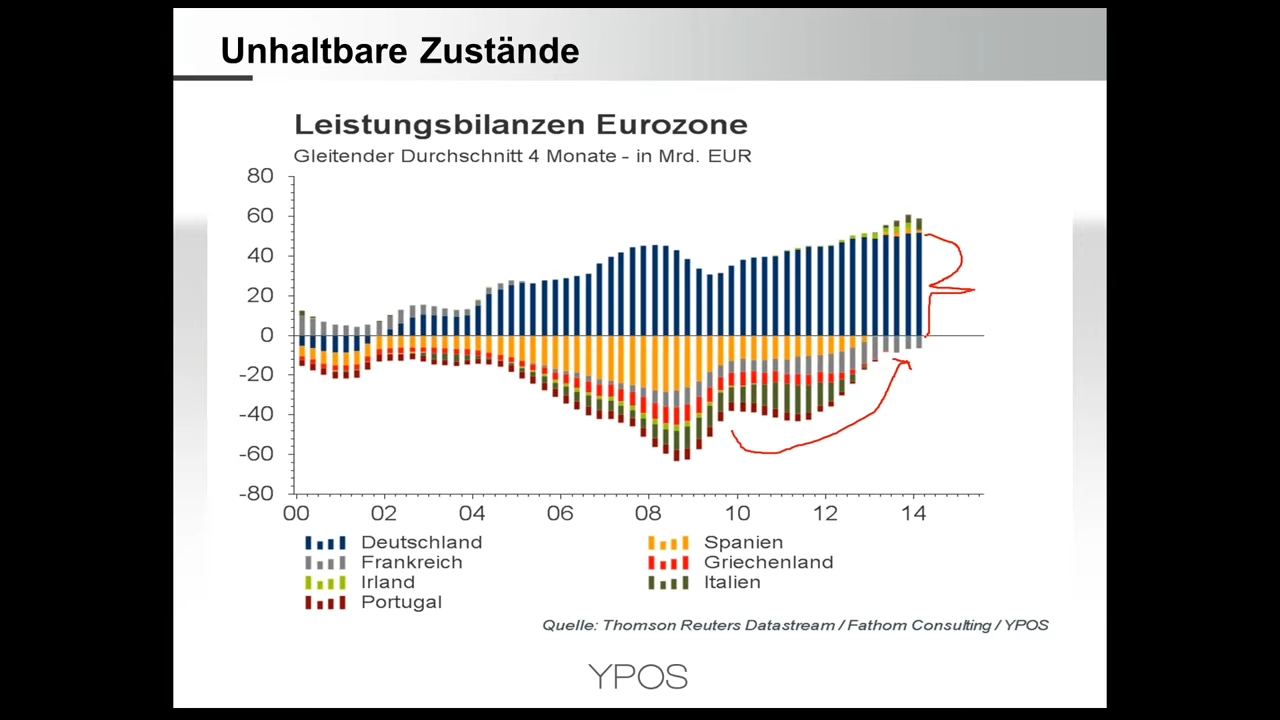 Unhaltbare Zustände
Leistungsbilanzen Eurozone
Gleitender Durchschnitt 4 Monate - in Mrd. EUR
80
60
40
20
0
-20
-40
-60
-80
00 02 04 06 08 10 12 14
Deutschland Spanien
Frankreich Griechenland
Irland Italien
Portugal
Quelle: Thomson Reuters Datastream / Fathom Consulting / YPOS
YPOS